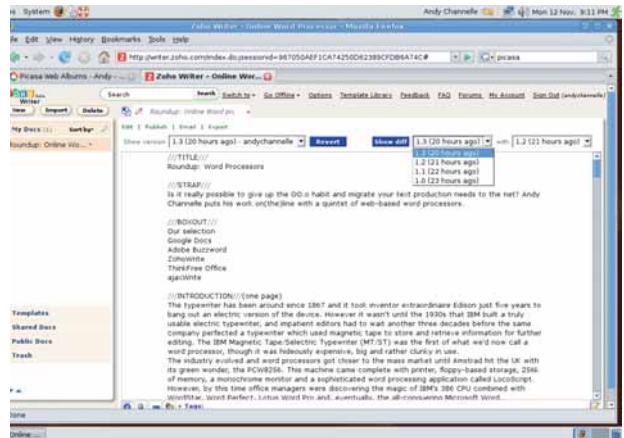 System
Andy Channelle
Mon 12 Nov, 9:11 PM
Zoho Writer - Online Word Processor - Mozilla Firefox
File Edit View History Bookmarks Tools Help
http://writer.zoho.com/index.do;jsessionid=967050AEF1CA74250D62389CFDB6A74C#
picasa
Picasa Web Albums - Andy -
Zoho Writer - Online Wor...
Writer
Search
Search
Switch to
Go Offline
Options
Template Library
Feedback
FAQ
Forums
My Account
Sign Out (andychannelle)
New
Import
Delete
Roundup: Online Word pr
My Docs (1)
Sort by
Edit | Publish | Email | Export
Roundup: Online Wo...
Show version 1.3 (20 hours ago) - andychannelle
Revert
Show diff
1.3 (20 hours ago)
with
1.2 (21 hours ago)
1.3 (20 hours ago)
1.2 (21 hours ago)
1.1 (22 hours ago)
1.0 (23 hours ago)
///TITLE///
Roundup: Word Processors
///STRAP///
Is it really possible to give up the OO.o habit and migrate your text production needs to the net? Andy
Channelle puts his work on(the)line with a quintet of web-based word processors.
///BOXOUT///
Our selection
Google Docs
Adobe Buzzword
ZohoWrite
ThinkFree Office
ajaxWrite
///INTRODUCTION///(one page)
The typewriter has been around since 1867 and it took inventor extraordinaire Edison just five years to
bang out an electric version of the device. However it wasn't until the 1930s that IBM built a truly
usable electric typewriter, and impatient editors had to wait another three decades before the same
company perfected a typewriter which used magnetic tape to store and retrieve information for further
editing. The IBM Magnetic Tape/Selectric Typewriter (MT/ST) was the first of what we'd now call a
word processor, though it was hideously expensive, big and rather clunky in use.
The industry evolved and word processors got closer to the mass market until Amstrad hit the UK with
its green wonder, the PCW8256. This machine came complete with printer, floppy-based storage, 256k
of memory, a monochrome monitor and a sophisticated word processing application called LocoScript.
However, by this time office managers were discovering the magic of IBM's 386 CPU combined with
WordStar, Word Perfect, Lotus Word Pro and, eventually, the all-conquering Microsoft Word.
Templates
Shared Docs
Public Docs
Trash
Tags:
Done
Online ...